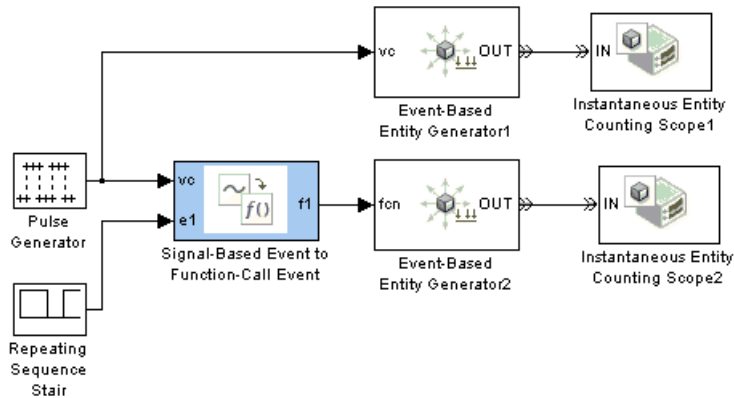 vc
OUT
IN
Event-Based
Entity Generator1
Instantaneous Entity
Counting Scope1
Pulse
Generator
vc
e1
f()
f1
Signal-Based Event to
Function-Call Event
fcn
OUT
Event-Based
Entity Generator2
IN
Instantaneous Entity
Counting Scope2
Repeating
Sequence
Stair